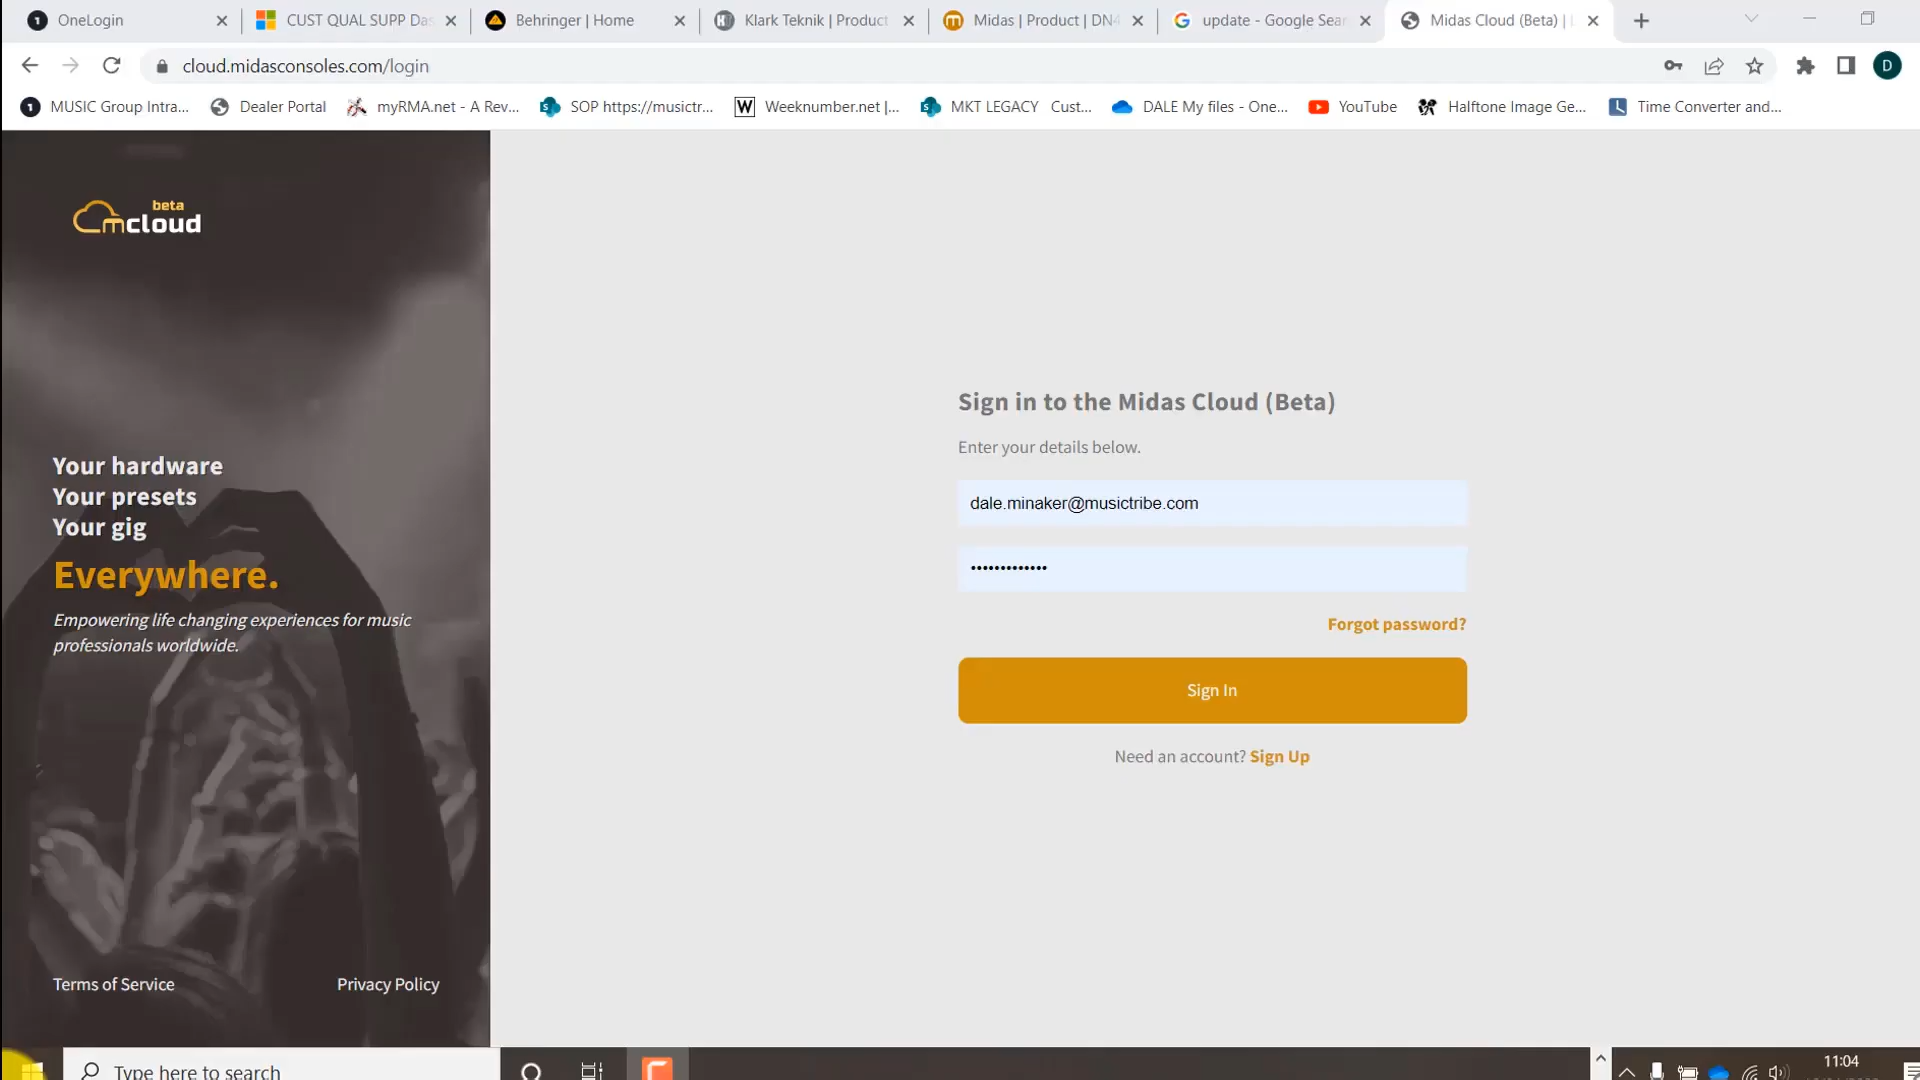 OneLogin
CUST QUAL SUPP Das
Behringer | Home
Klark Teknik | Product
Midas | Product | DN4
update - Google Sear
Midas Cloud (Beta) |
cloud.midasconsoles.com/login
D
MUSIC Group Intra...
Dealer Portal
myRMA.net - A Rev...
SOP https://musictr...
Weeknumber.net |...
MKT LEGACY Cust...
DALE My files - One...
YouTube
Halftone Image Ge...
Time Converter and...
beta
mcloud
Your hardware
Your presets
Your gig
Everywhere.
Empowering life changing experiences for music
professionals worldwide.
Terms of Service
Privacy Policy
Sign in to the Midas Cloud (Beta)
Enter your details below.
dale.minaker@musictribe.com
•••••••••••••
Forgot password?
Sign In
Need an account? Sign Up
Type here to search
11:04